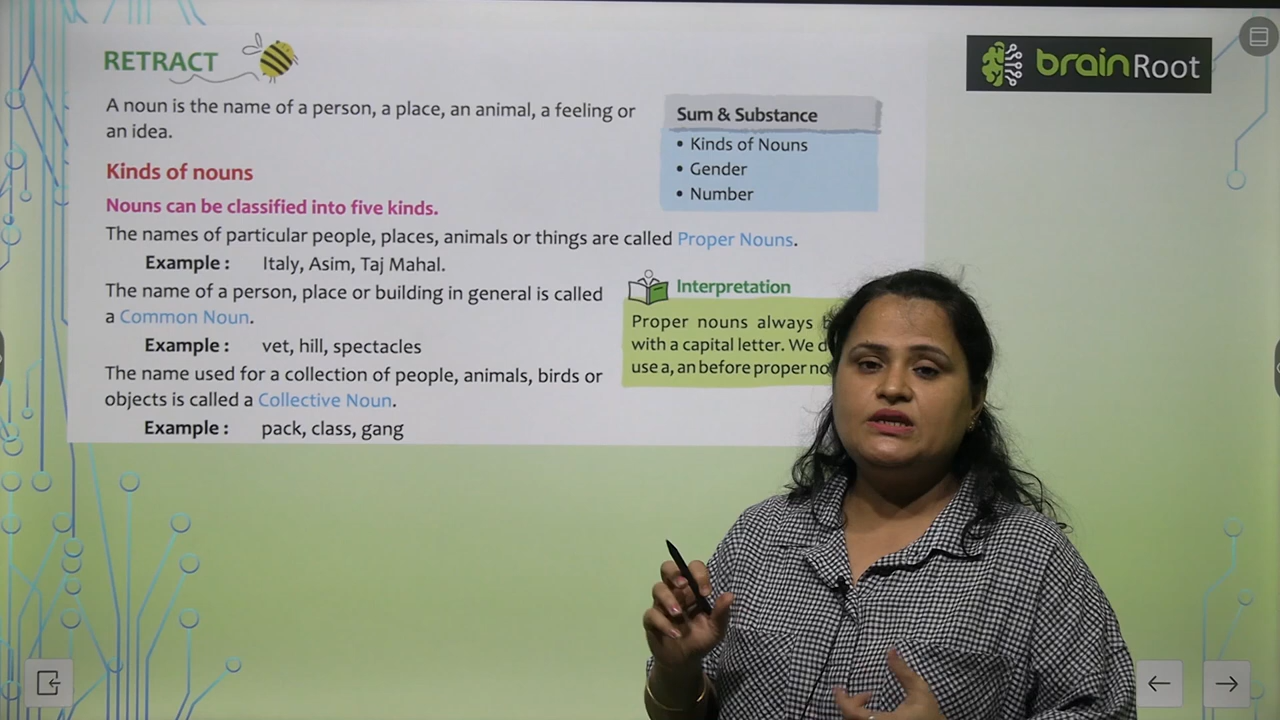 RETRACT
brainRoot
A noun is the name of a person, a place, an animal, a feeling or
an idea.
Sum & Substance
• Kinds of Nouns
• Gender
• Number
Kinds of nouns
Nouns can be classified into five kinds.
The names of particular people, places, animals or things are called Proper Nouns.
Example : Italy, Asim, Taj Mahal.
The name of a person, place or building in general is called
a Common Noun.
Example : vet, hill, spectacles
Interpretation
Proper nouns always
with a capital letter. We
use a, an before proper
The name used for a collection of people, animals, birds or
objects is called a Collective Noun.
Example : pack, class, gang